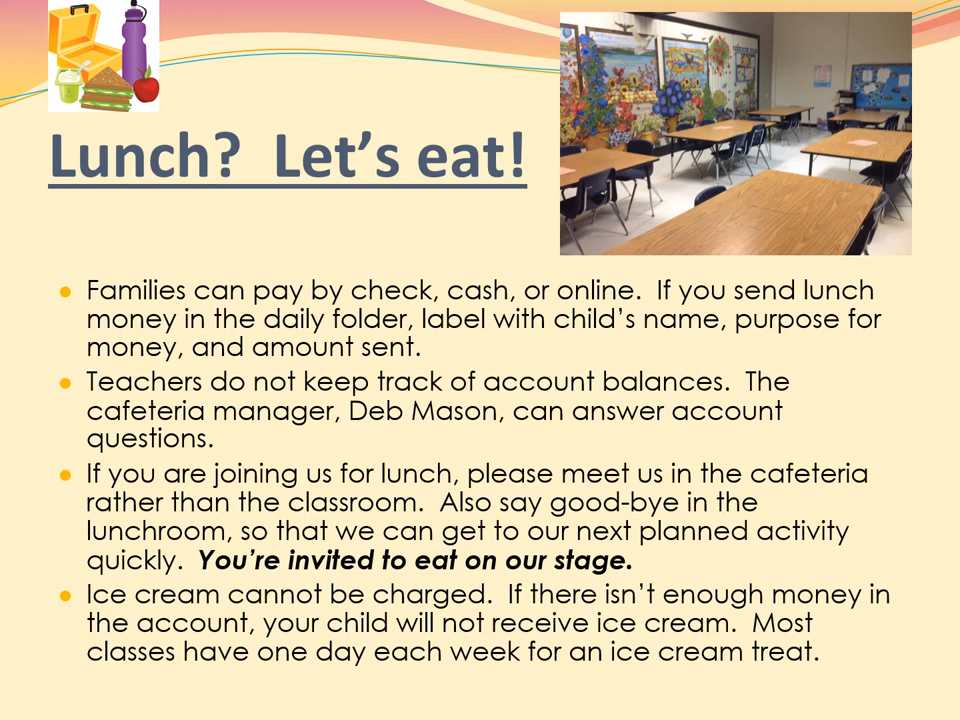 Lunch?  Let’s eat!
● Families can pay by check, cash, or online.  If you send lunch
money in the daily folder, label with child’s name, purpose for
money, and amount sent.
● Teachers do not keep track of account balances.  The
cafeteria manager, Deb Mason, can answer account
questions.
● If you are joining us for lunch, please meet us in the cafeteria
rather than the classroom.  Also say good-bye in the
lunchroom, so that we can get to our next planned activity
quickly.  You’re invited to eat on our stage.
● Ice cream cannot be charged.  If there isn’t enough money in
the account, your child will not receive ice cream.  Most
classes have one day each week for an ice cream treat.